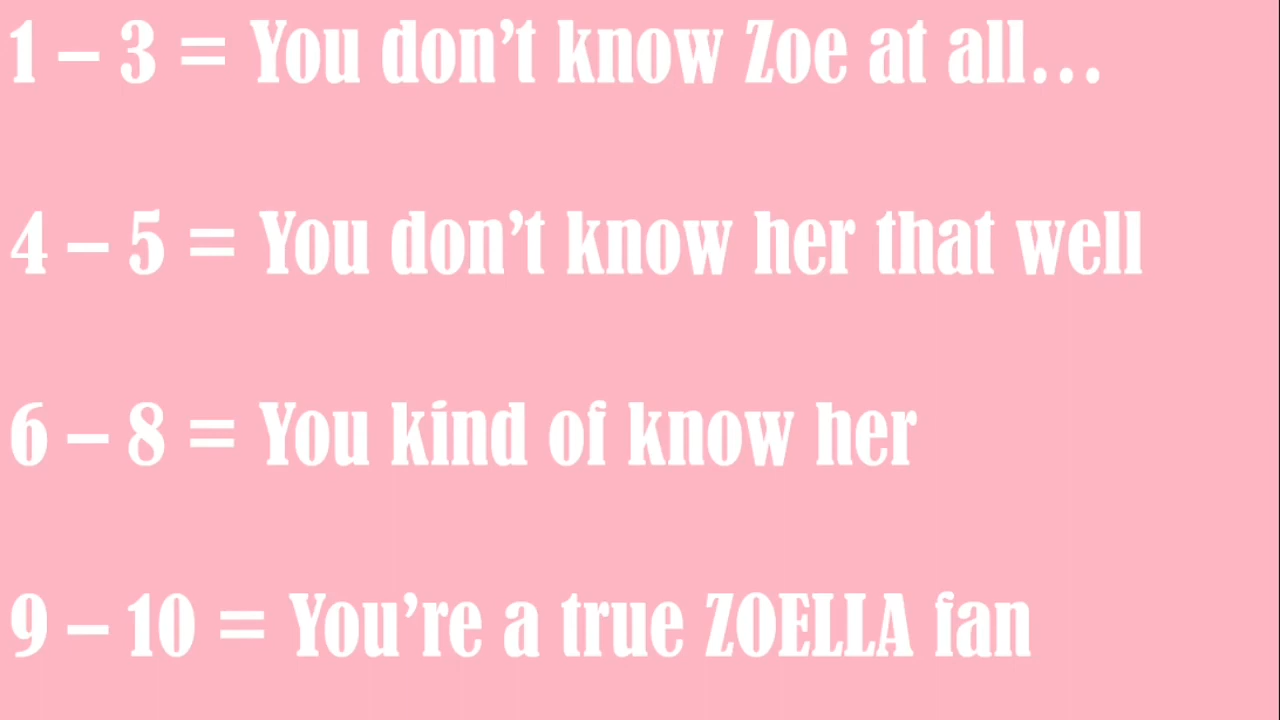 1 – 3 = You don’t know Zoe at all…
4 – 5 = You don’t know her that well
6 – 8 = You kind of know her
9 – 10 = You’re a true ZOELLA fan